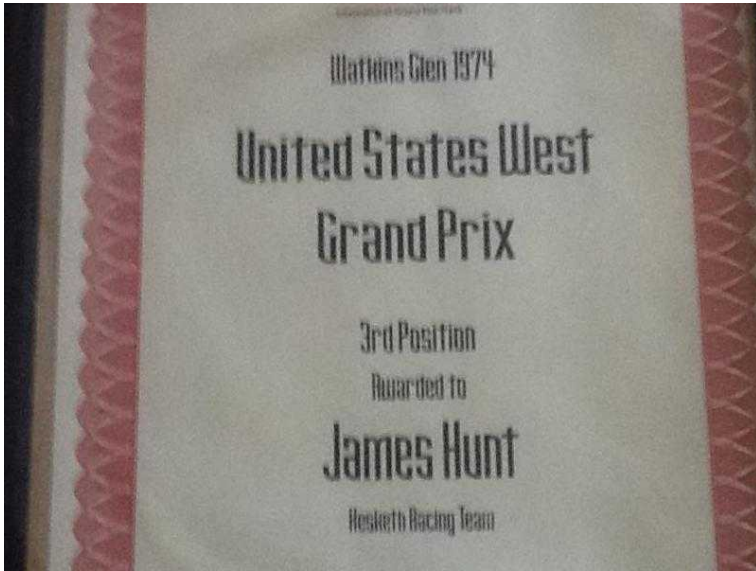 Watkins Glen 1974
United States West
Grand Prix
3rd Position
Awarded to
James Hunt
Hesketh Racing Team